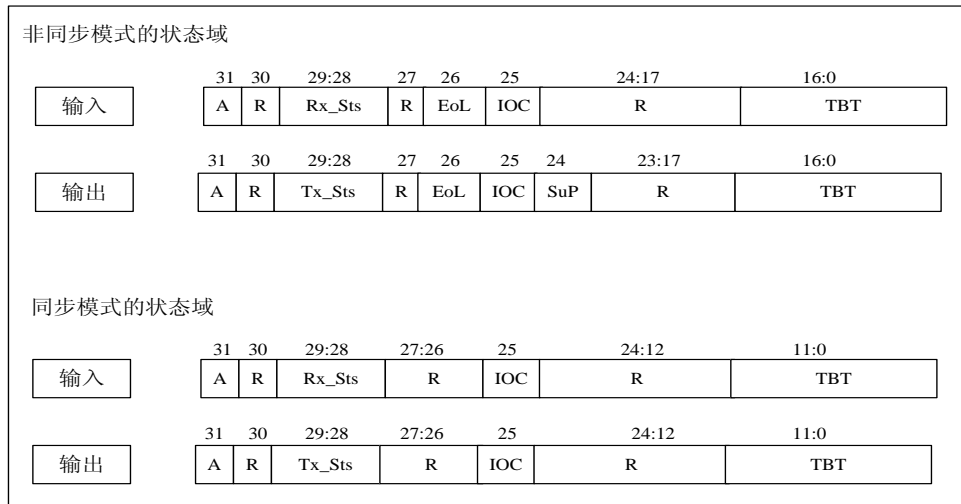 非同步模式的状态域
31 30 29:28 27 26 25 24:17 16:0
输入 A R Rx_Sts R EoL IOC R TBT
31 30 29:28 27 26 25 24 23:17 16:0
输出 A R Tx_Sts R EoL IOC SuP R TBT
同步模式的状态域
31 30 29:28 27:26 25 24:12 11:0
输入 A R Rx_Sts R IOC R TBT
31 30 29:28 27:26 25 24:12 11:0
输出 A R Tx_Sts R IOC R TBT